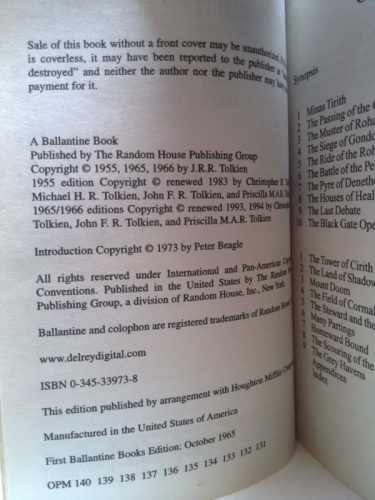 Sale of this book without a front cover may be unauthorized. If
is coverless, it may have been reported to the publisher as
destroyed” and neither the author nor the publisher may have
payment for it.
A Ballantine Book
Published by The Random House Publishing Group
Copyright © 1955, 1965, 1966 by J.R.R. Tolkien
1955 edition Copyright © renewed 1983 by Christopher R.
Michael H. R. Tolkien, John F. R. Tolkien, and Priscilla M.A.R. Tolkien
1965/1966 editions Copyright © renewed 1993, 1994 by Christopher
Tolkien, John F. R. Tolkien, and Priscilla M.A.R. Tolkien
Introduction Copyright © 1973 by Peter Beagle
All rights reserved under International and Pan-American
Conventions. Published in the United States by The Random
Publishing Group, a division of Random House, Inc., New York.
Ballantine and colophon are registered trademarks of Random House
www.delreydigital.com
ISBN 0-345-33973-8
This edition published by arrangement with Houghton Mifflin
Manufactured in the United States of America
First Ballantine Books Edition: October 1965
OPM 140 139 138 137 136 135 134 133 132 131
Synopsis
1 Minas Tirith
2 The Passing of the
3 The Muster of
4 The Siege of
5 The Ride of the
6 The Battle of the
7 The Pyre of
8 The Houses of
9 The Last Debate
10 The Black Gate
1 The Tower of Cirith
2 The Land of
3 Mount Doom
4 The Field of
5 The Steward and the
6 Many Partings
7 Homeward Bound
8 The Scouring of the
9 The Grey Havens
Appendices
Index